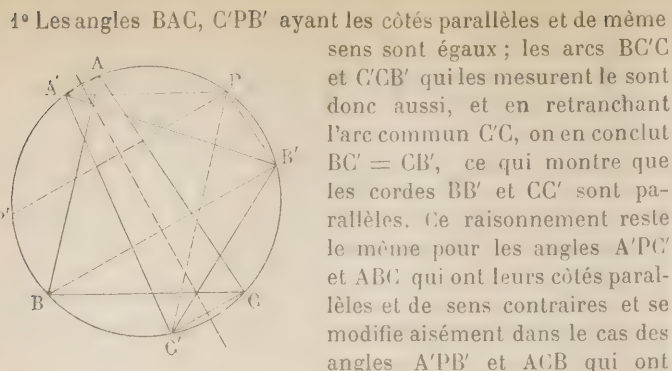 1° Les angles BAC, C'PB' ayant les côtés parallèles et de même
sens sont égaux ; les arcs BC'C
et C'CB' qui les mesurent le sont
donc aussi, et en retranchant
l'arc commun C'C, on en conclut
BC' = CB', ce qui montre que
les cordes BB' et CC' sont pa-
rallèles. Ce raisonnement reste
le même pour les angles A'PC'
et ABC qui ont leurs côtés paral-
lèles et de sens contraires et se
modifie aisément dans le cas des
angles A'PB' et ACB qui ont
A
A'
P
B'
B
C
C'